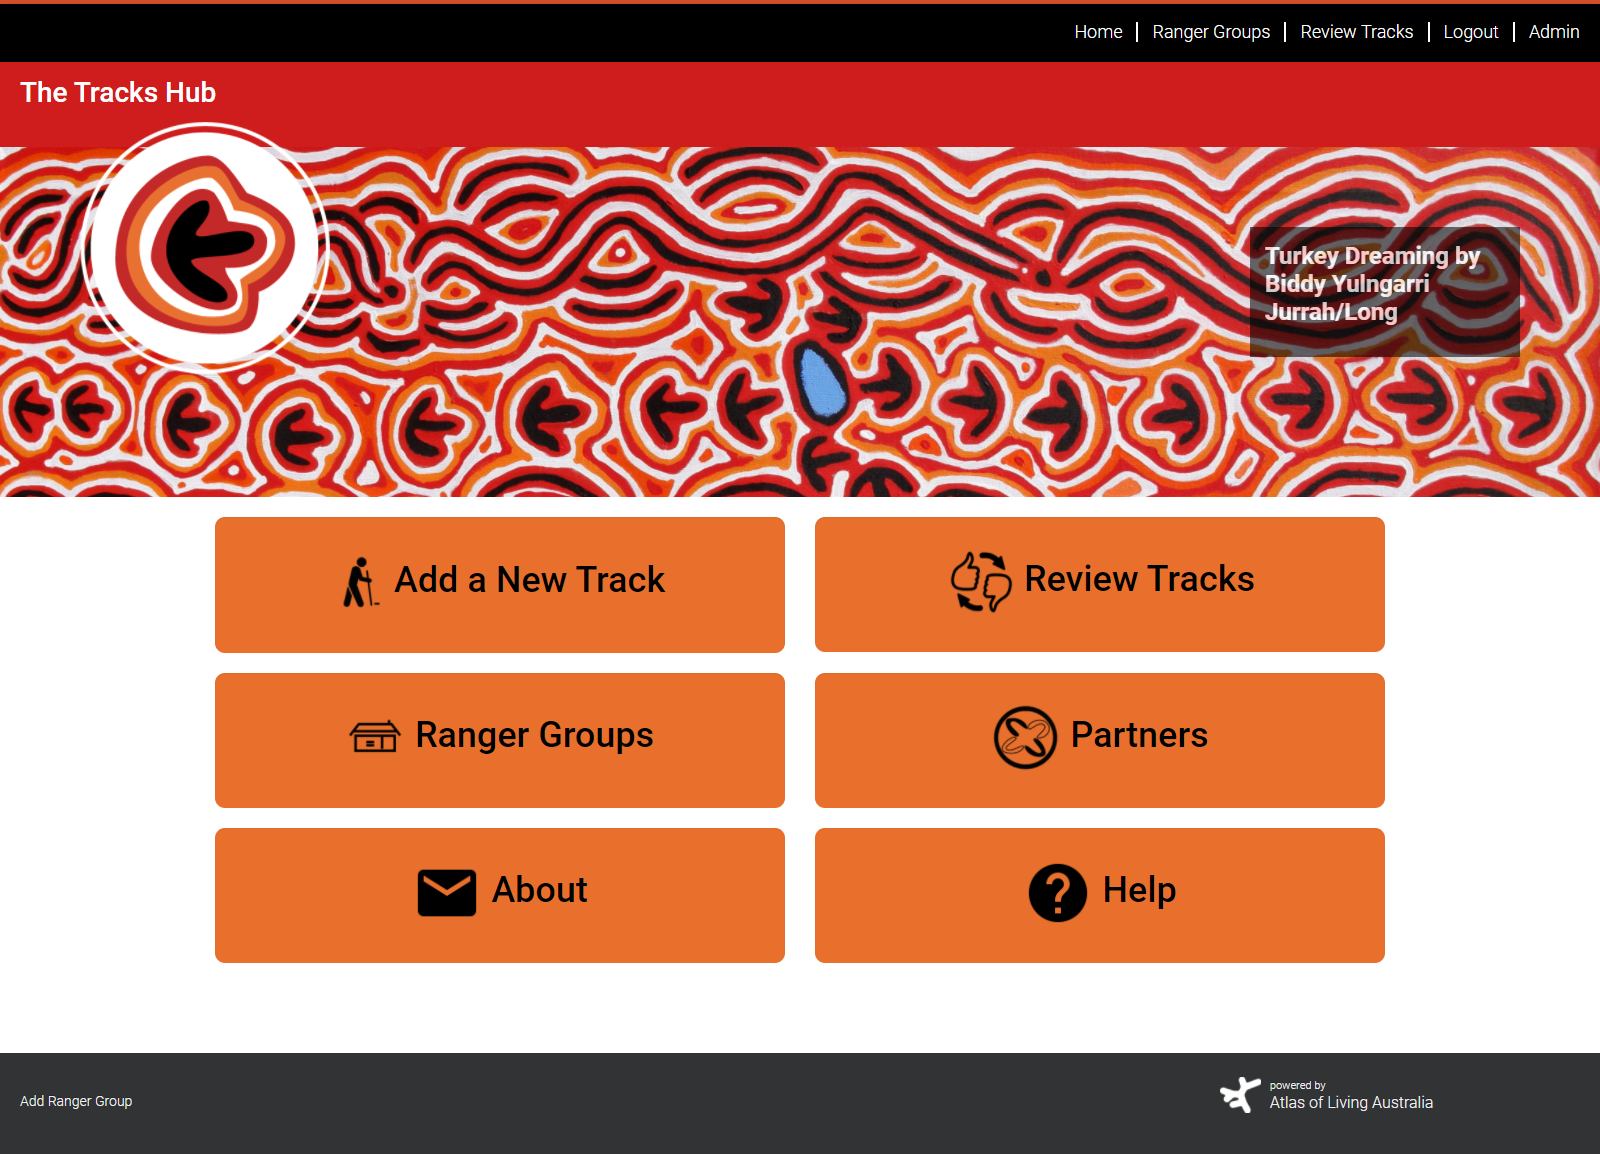 Home
Ranger Groups
Review Tracks
Logout
Admin
The Tracks Hub
Turkey Dreaming by
Biddy Yulngarri
Jurrah/Long
Add a New Track
Review Tracks
Ranger Groups
Partners
About
Help
Add Ranger Group
powered by
Atlas of Living Australia